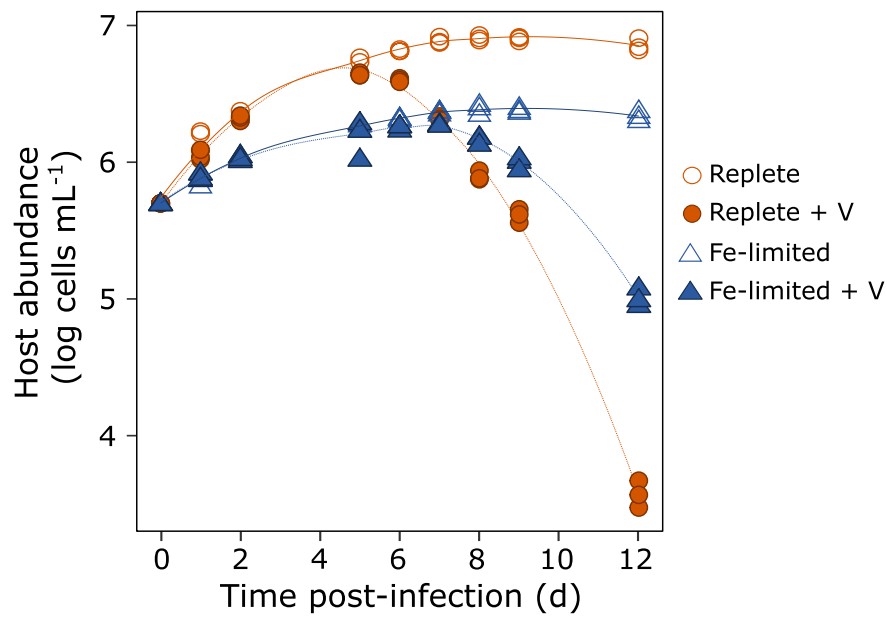 7
6
5
4
Host abundance
(log cells mL⁻¹)
0 2 4 6 8 10 12
Time post-infection (d)
Replete
Replete + V
Fe-limited
Fe-limited + V